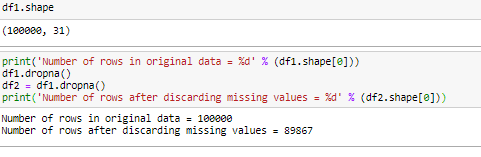 df1.shape
(100000, 31)
print('Number of rows in original data = %d' % (df1.shape[0]))
df1.dropna()
df2 = df1.dropna()
print('Number of rows after discarding missing values = %d' % (df2.shape[0]))
Number of rows in original data = 100000
Number of rows after discarding missing values = 89867